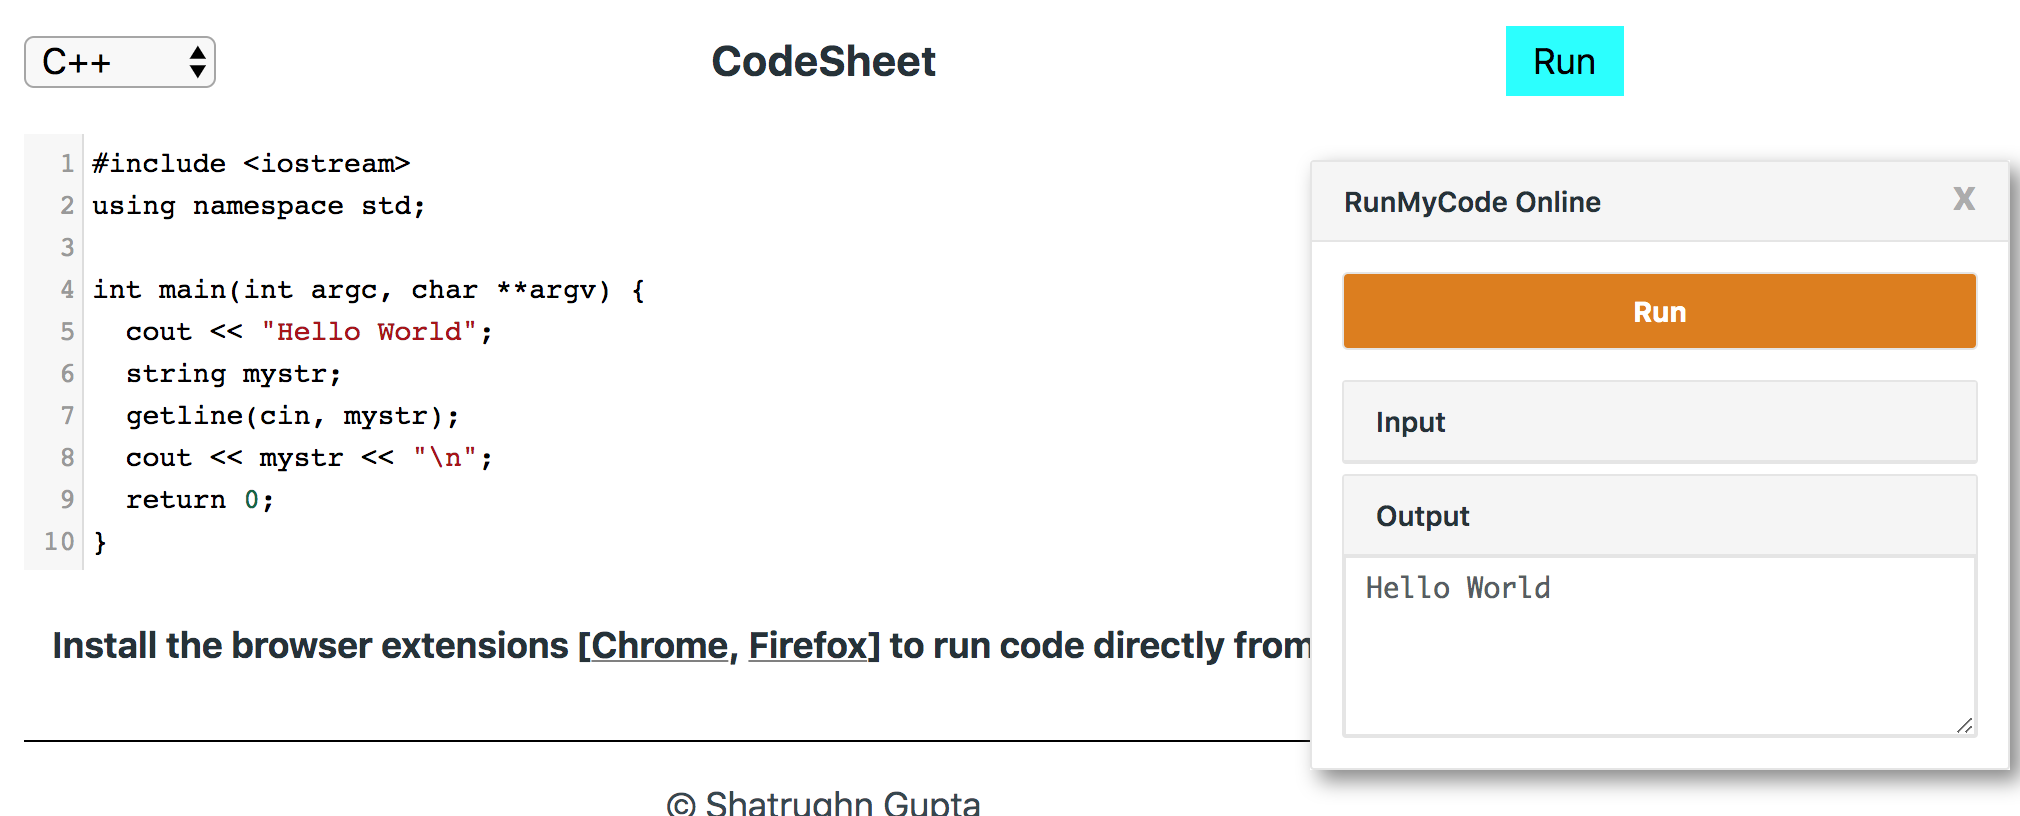 C++
CodeSheet
Run
1 #include <iostream>
2 using namespace std;
3
4 int main(int argc, char **argv) {
5   cout << "Hello World";
6   string mystr;
7   getline(cin, mystr);
8   cout << mystr << "\n";
9   return 0;
10 }
Install the browser extensions [Chrome, Firefox] to run code directly from
© Shatrughn Gupta
RunMyCode Online
X
Run
Input
Output
Hello World